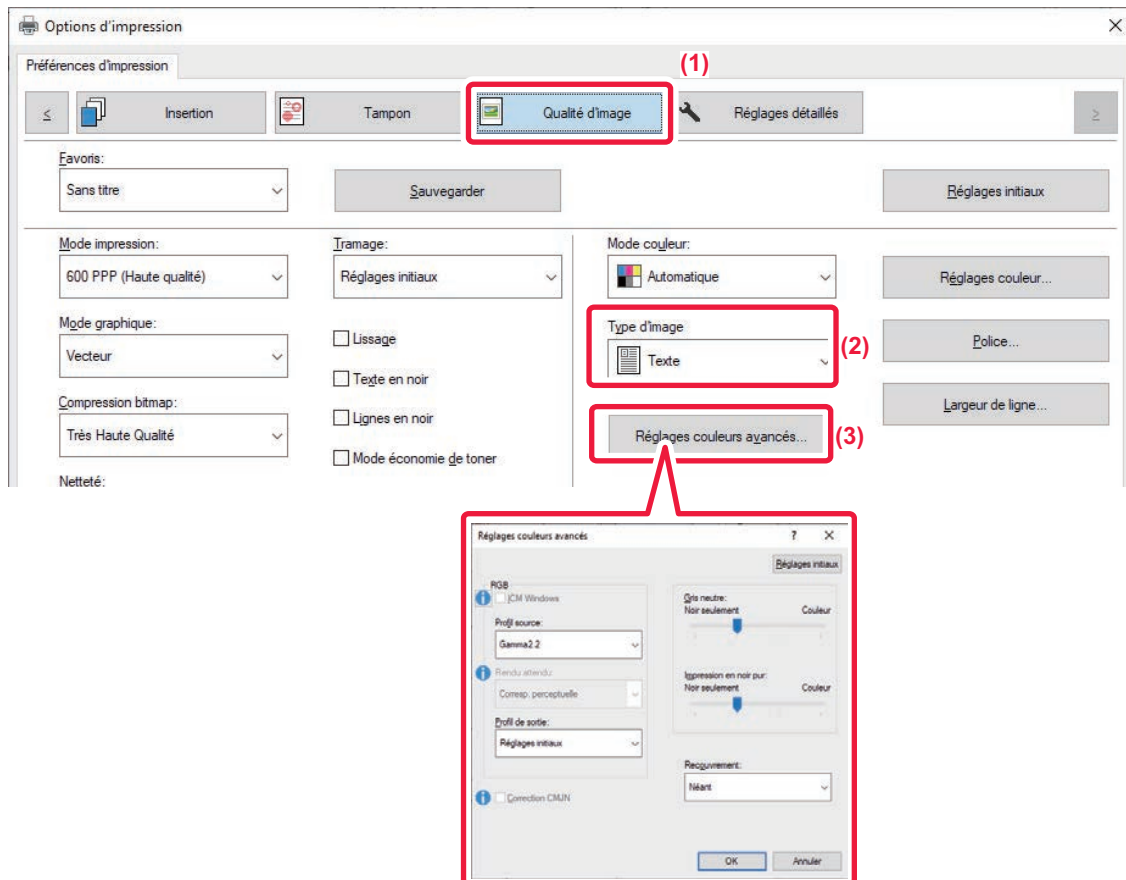 Options d'impression
Préférences d'impression
(1)
<
Insertion
Tampon
Qualité d'image
Réglages détaillés
>
Favoris:
Sans titre
Sauvegarder
Réglages initiaux
Mode impression:
600 PPP (Haute qualité)
Tramage:
Réglages initiaux
Mode couleur:
Automatique
Réglages couleur...
Mode graphique:
Vecteur
Lissage
Type d'image
Texte
(2)
Police...
Texte en noir
Compression bitmap:
Très Haute Qualité
Lignes en noir
Largeur de ligne...
Réglages couleurs avancés...
(3)
Mode économie de toner
Netteté:
Réglages couleurs avancés
?
Réglages initiaux
RGB
ICM Windows
Profil source:
Gamma2.2
Rendu attendu:
Corresp. perceptuelle
Profil de sortie:
Réglages initiaux
Correction CMJN
Gris neutre:
Noir seulement
Couleur
Impression en noir pur:
Noir seulement
Couleur
Recouvrement:
Néant
OK
Annuler